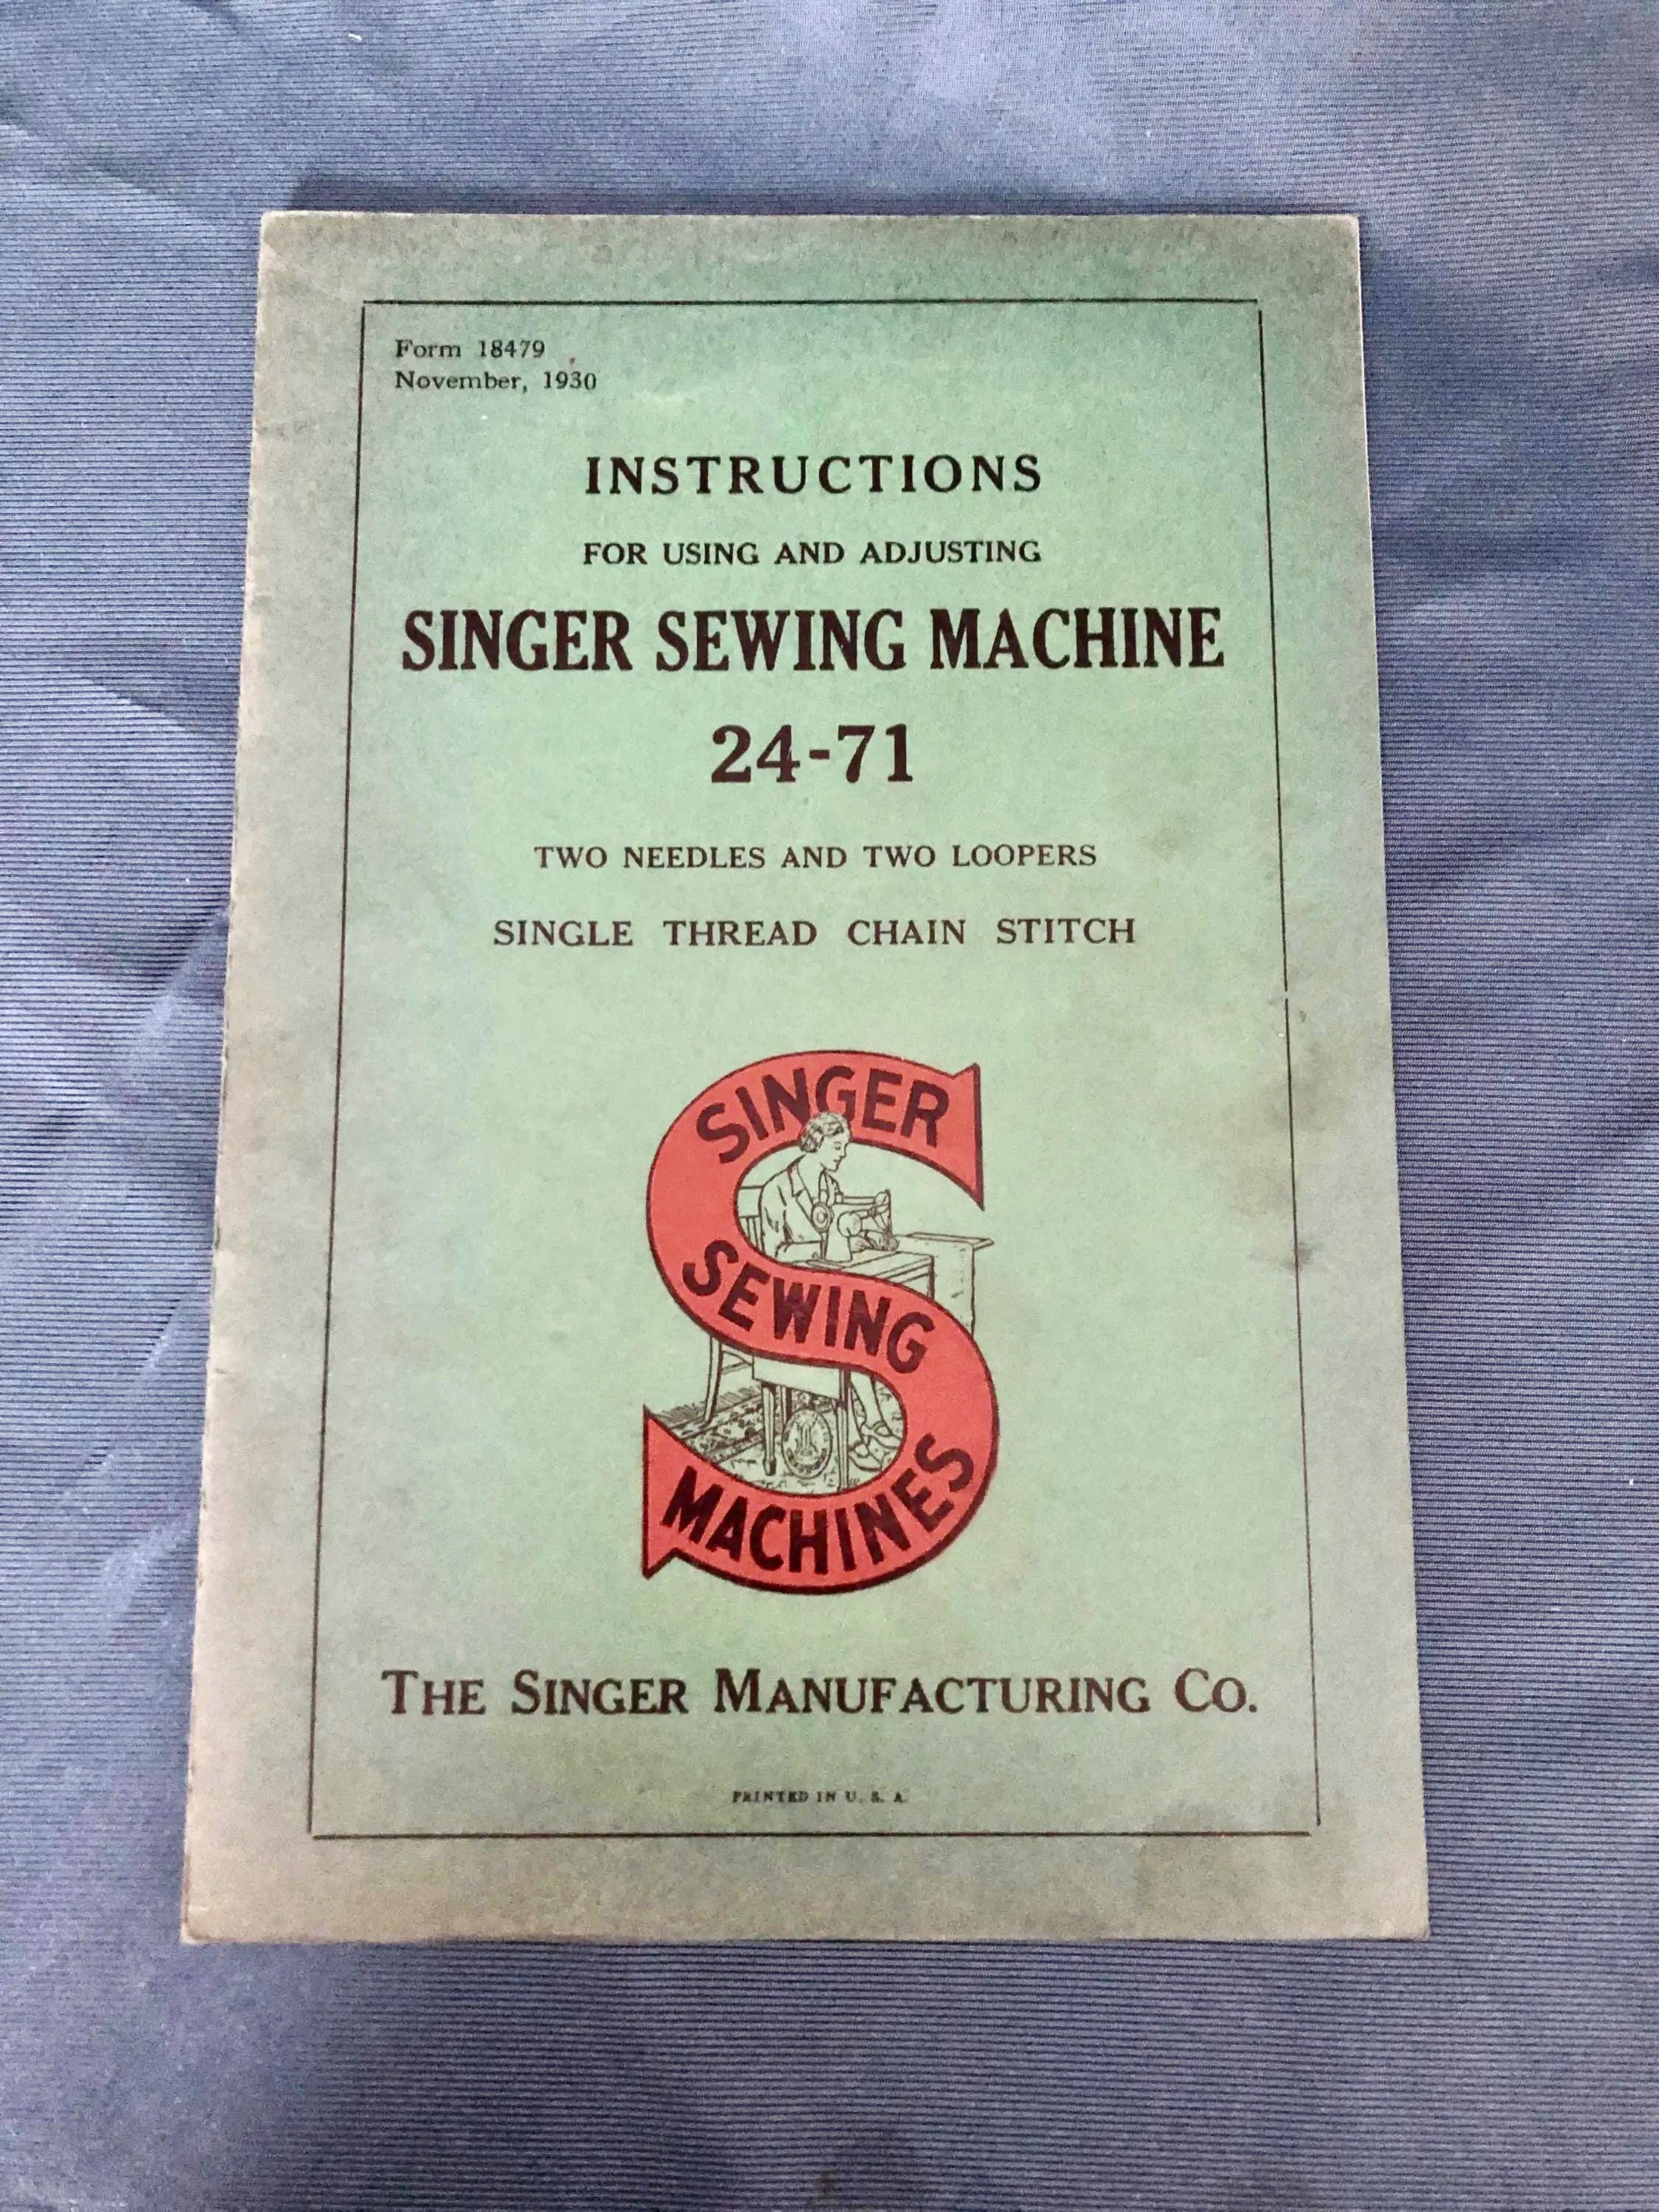 Form 18479
November, 1930
INSTRUCTIONS
FOR USING AND ADJUSTING
SINGER SEWING MACHINE
24-71
TWO NEEDLES AND TWO LOOPERS
SINGLE THREAD CHAIN STITCH
SINGER
SEWING
MACHINES
THE SINGER MANUFACTURING CO.
PRINTED IN U. S. A.